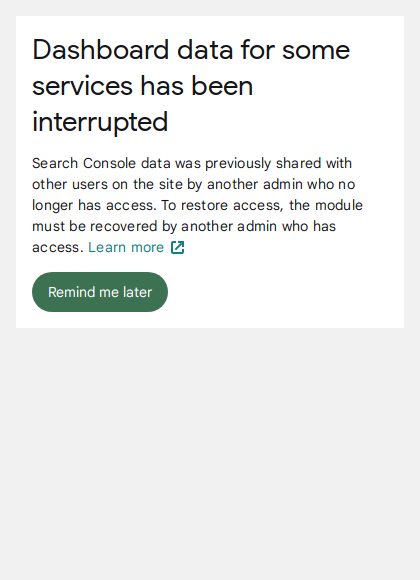 Dashboard data for some
services has been
interrupted
Search Console data was previously shared with
other users on the site by another admin who no
longer has access. To restore access, the module
must be recovered by another admin who has
access. Learn more
Remind me later